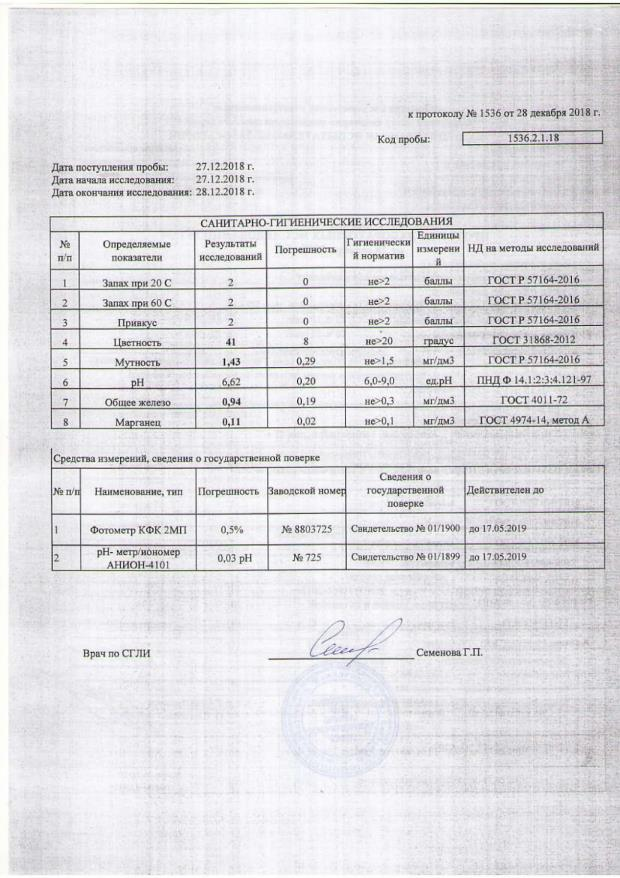 к протоколу № 1536 от 28 декабря 2018 г.
Код пробы: 1536.2.1.18
Дата поступления пробы: 27.12.2018 г.
Дата начала исследования: 27.12.2018 г.
Дата окончания исследования: 28.12.2018 г.
САНИТАРНО-ГИГИЕНИЧЕСКИЕ ИССЛЕДОВАНИЯ
№ п/п Определяемые показатели Результаты исследований Погрешность Гигиенически й норматив Единицы измерени й НД на методы исследований
1 Запах при 20 С 2 0 не>2 баллы ГОСТ Р 57164-2016
2 Запах при 60 С 2 0 не>2 баллы ГОСТ Р 57164-2016
3 Привкус 2 0 не>2 баллы ГОСТ Р 57164-2016
4 Цветность 41 8 не>20 градус ГОСТ 31868-2012
5 Мутность 1,43 0,29 не>1,5 мг/дм3 ГОСТ Р 57164-2016
6 pH 6,62 0,20 6,0-9,0 ед.pH ПНД Ф 14.1:2:3:4.121-97
7 Общее железо 0,94 0,19 не>0,3 мг/дм3 ГОСТ 4011-72
8 Марганец 0,11 0,02 не>0,1 мг/дм3 ГОСТ 4974-14, метод А
Средства измерений, сведения о государственной поверке
№ п/п Наименование, тип Погрешность Заводской номер Сведения о государственной поверке Действителен до
1 Фотометр КФК 2МП 0,5% № 8803725 Свидетельство № 01/1900 до 17.05.2019
2 pH- метр/иономер АНИОН-4101 0,03 pH № 725 Свидетельство № 01/1899 до 17.05.2019
Врач по СГЛИ Семенова Г.П.